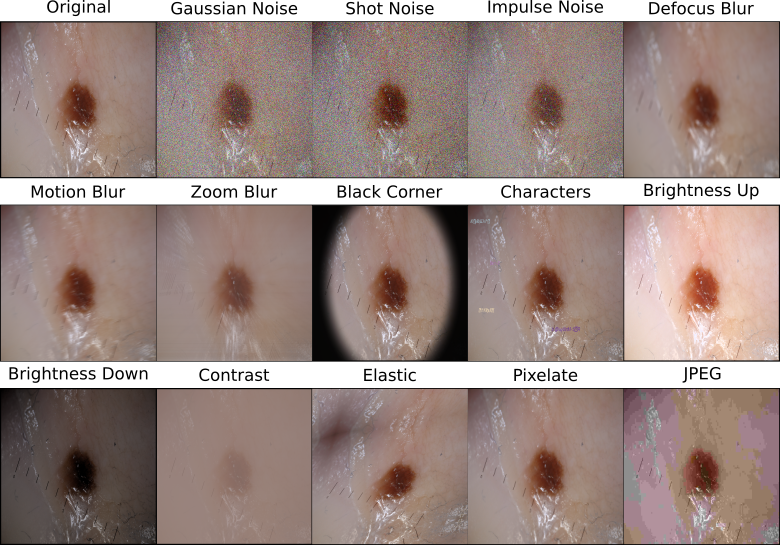 Original
Gaussian Noise
Shot Noise
Impulse Noise
Defocus Blur
Motion Blur
Zoom Blur
Black Corner
Characters
Brightness Up
Brightness Down
Contrast
Elastic
Pixelate
JPEG